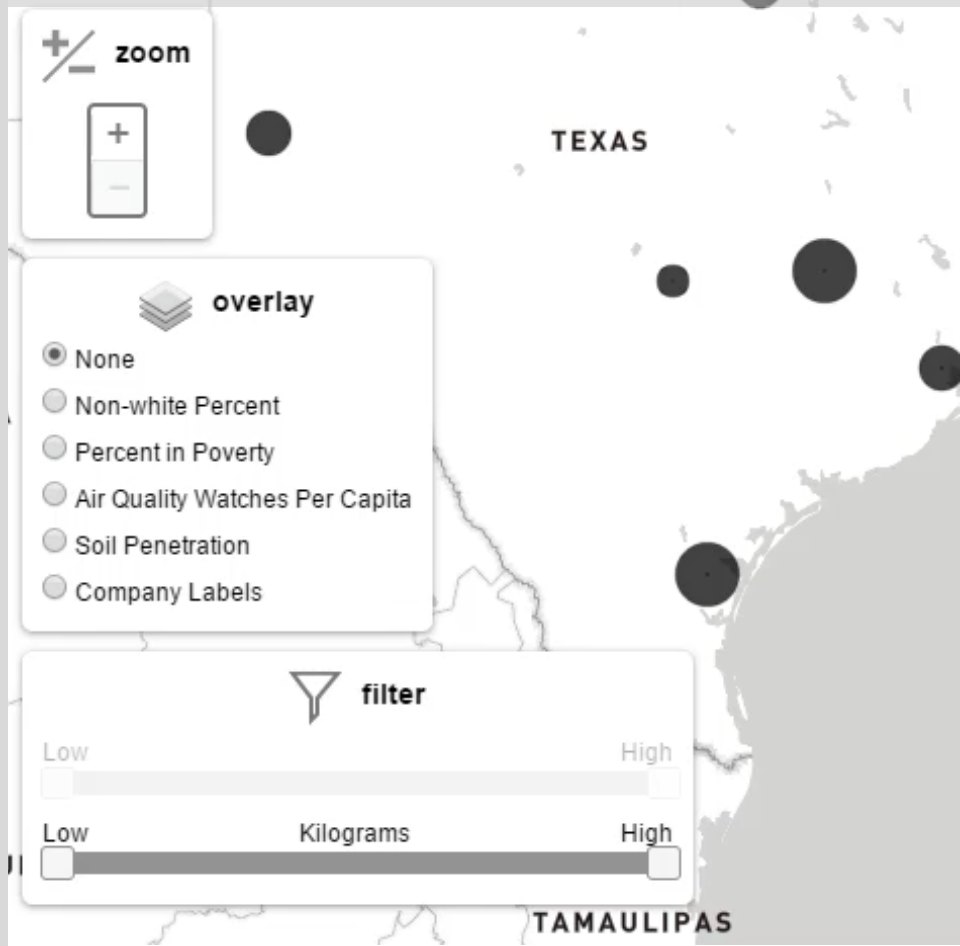 zoom
TEXAS
overlay
None
Non-white Percent
Percent in Poverty
Air Quality Watches Per Capita
Soil Penetration
Company Labels
filter
Low High
Low Kilograms High
TAMAULIPAS